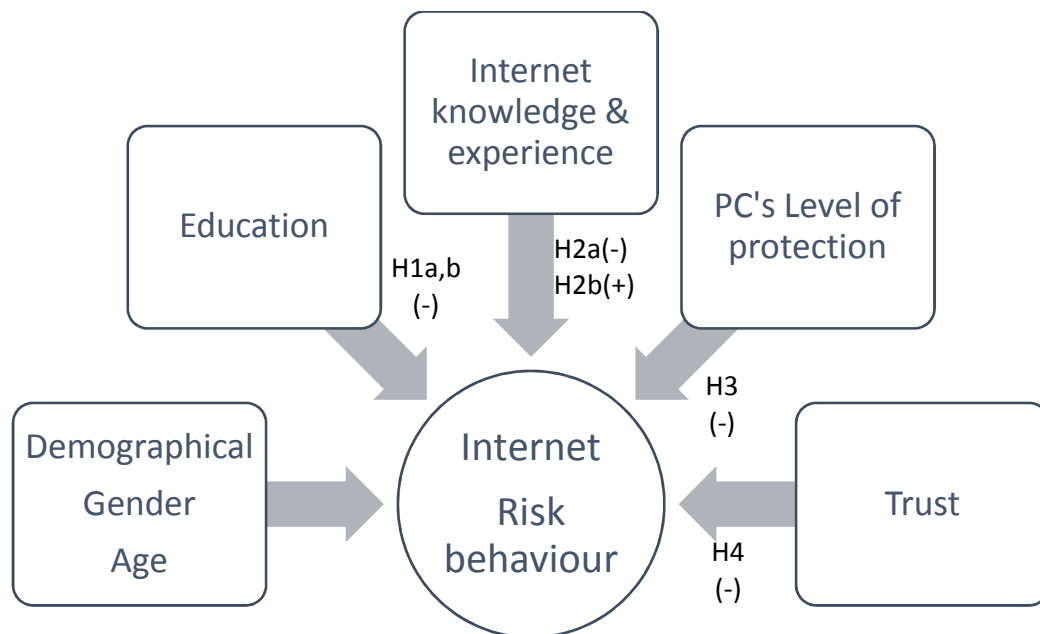 Internet
knowledge &
experience
Education
PC's Level of
protection
H1a,b
(-)
H2a(-)
H2b(+)
H3
(-)
Demographical
Gender
Age
Internet
Risk
behaviour
Trust
H4
(-)